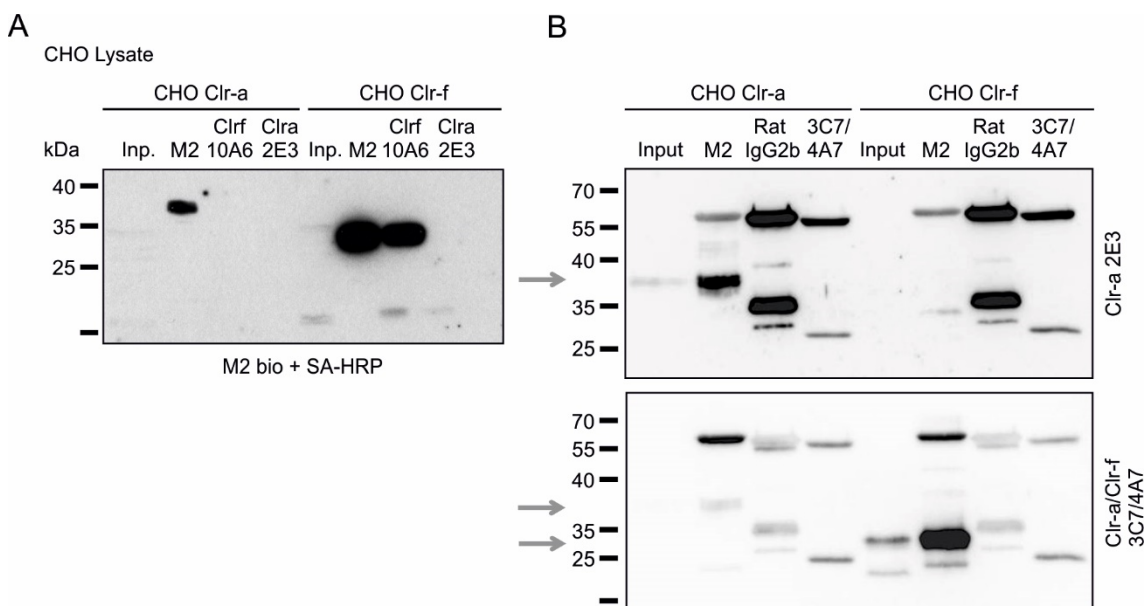 A
CHO Lysate
CHO Clr-a CHO Clr-f
Clrf Clra Clrf Clra
kDa Inp. M2 10A6 2E3 Inp. M2 10A6 2E3
40
35
25
M2 bio + SA-HRP
B
CHO Clr-a CHO Clr-f
Rat 3C7/ Rat 3C7/
Input M2 IgG2b 4A7 Input M2 IgG2b 4A7
70
55
40
35
25
Clr-a 2E3
70
55
40
35
25
Clr-a/Clr-f
3C7/4A7